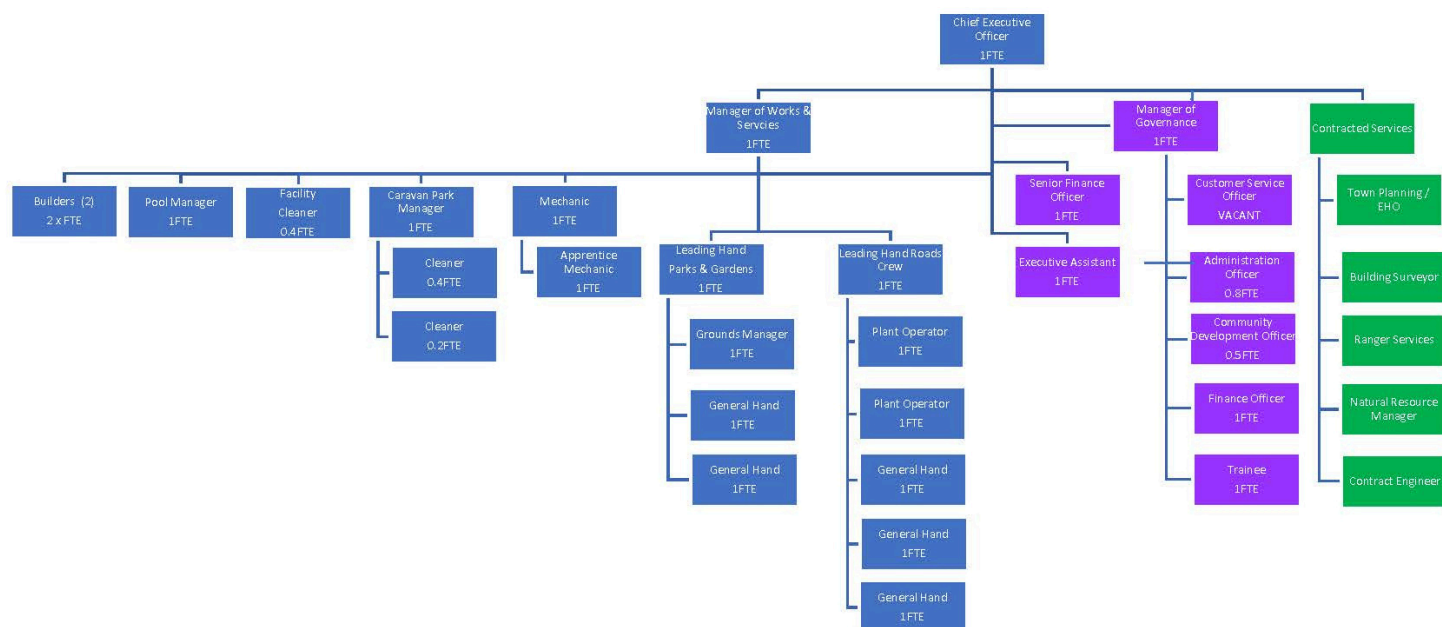 Chief Executive
Officer
1FTE
Manager of Works &
Servcies
1FTE
Manager of
Governance
1FTE
Contracted Services
Builders (2)
2 x FTE
Pool Manager
1FTE
Facility
Cleaner
0.4FTE
Caravan Park
Manager
1FTE
Mechanic
1FTE
Senior Finance
Officer
1FTE
Customer Service
Officer
VACANT
Town Planning /
EHO
Cleaner
0.4FTE
Apprentice
Mechanic
1FTE
Leading Hand
Parks & Gardens
1FTE
Leading Hand Roads
Crew
1FTE
Executive Assistant
1FTE
Administration
Officer
0.8FTE
Building Surveyor
Cleaner
0.2FTE
Grounds Manager
1FTE
Plant Operator
1FTE
Community
Development Officer
0.5FTE
Ranger Services
General Hand
1FTE
Plant Operator
1FTE
Finance Officer
1FTE
Natural Resource
Manager
General Hand
1FTE
General Hand
1FTE
Trainee
1FTE
Contract Engineer
General Hand
1FTE
General Hand
1FTE